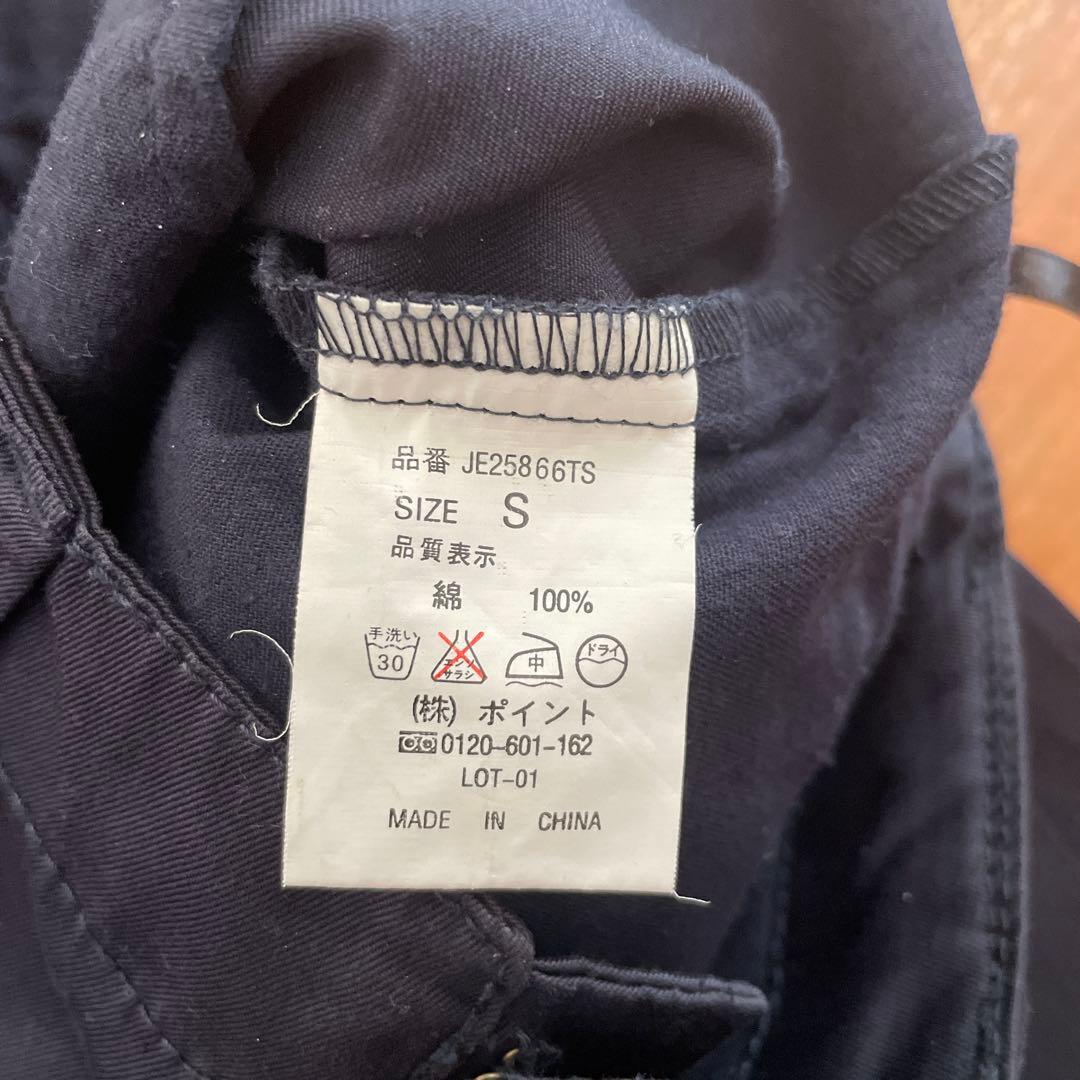 品番 JE25866TS
SIZE S
品質表示
綿 100%
手洗い 30 エンソサラシ 中 ドライ
(株) ポイント
0120-601-162
LOT-01
MADE IN CHINA